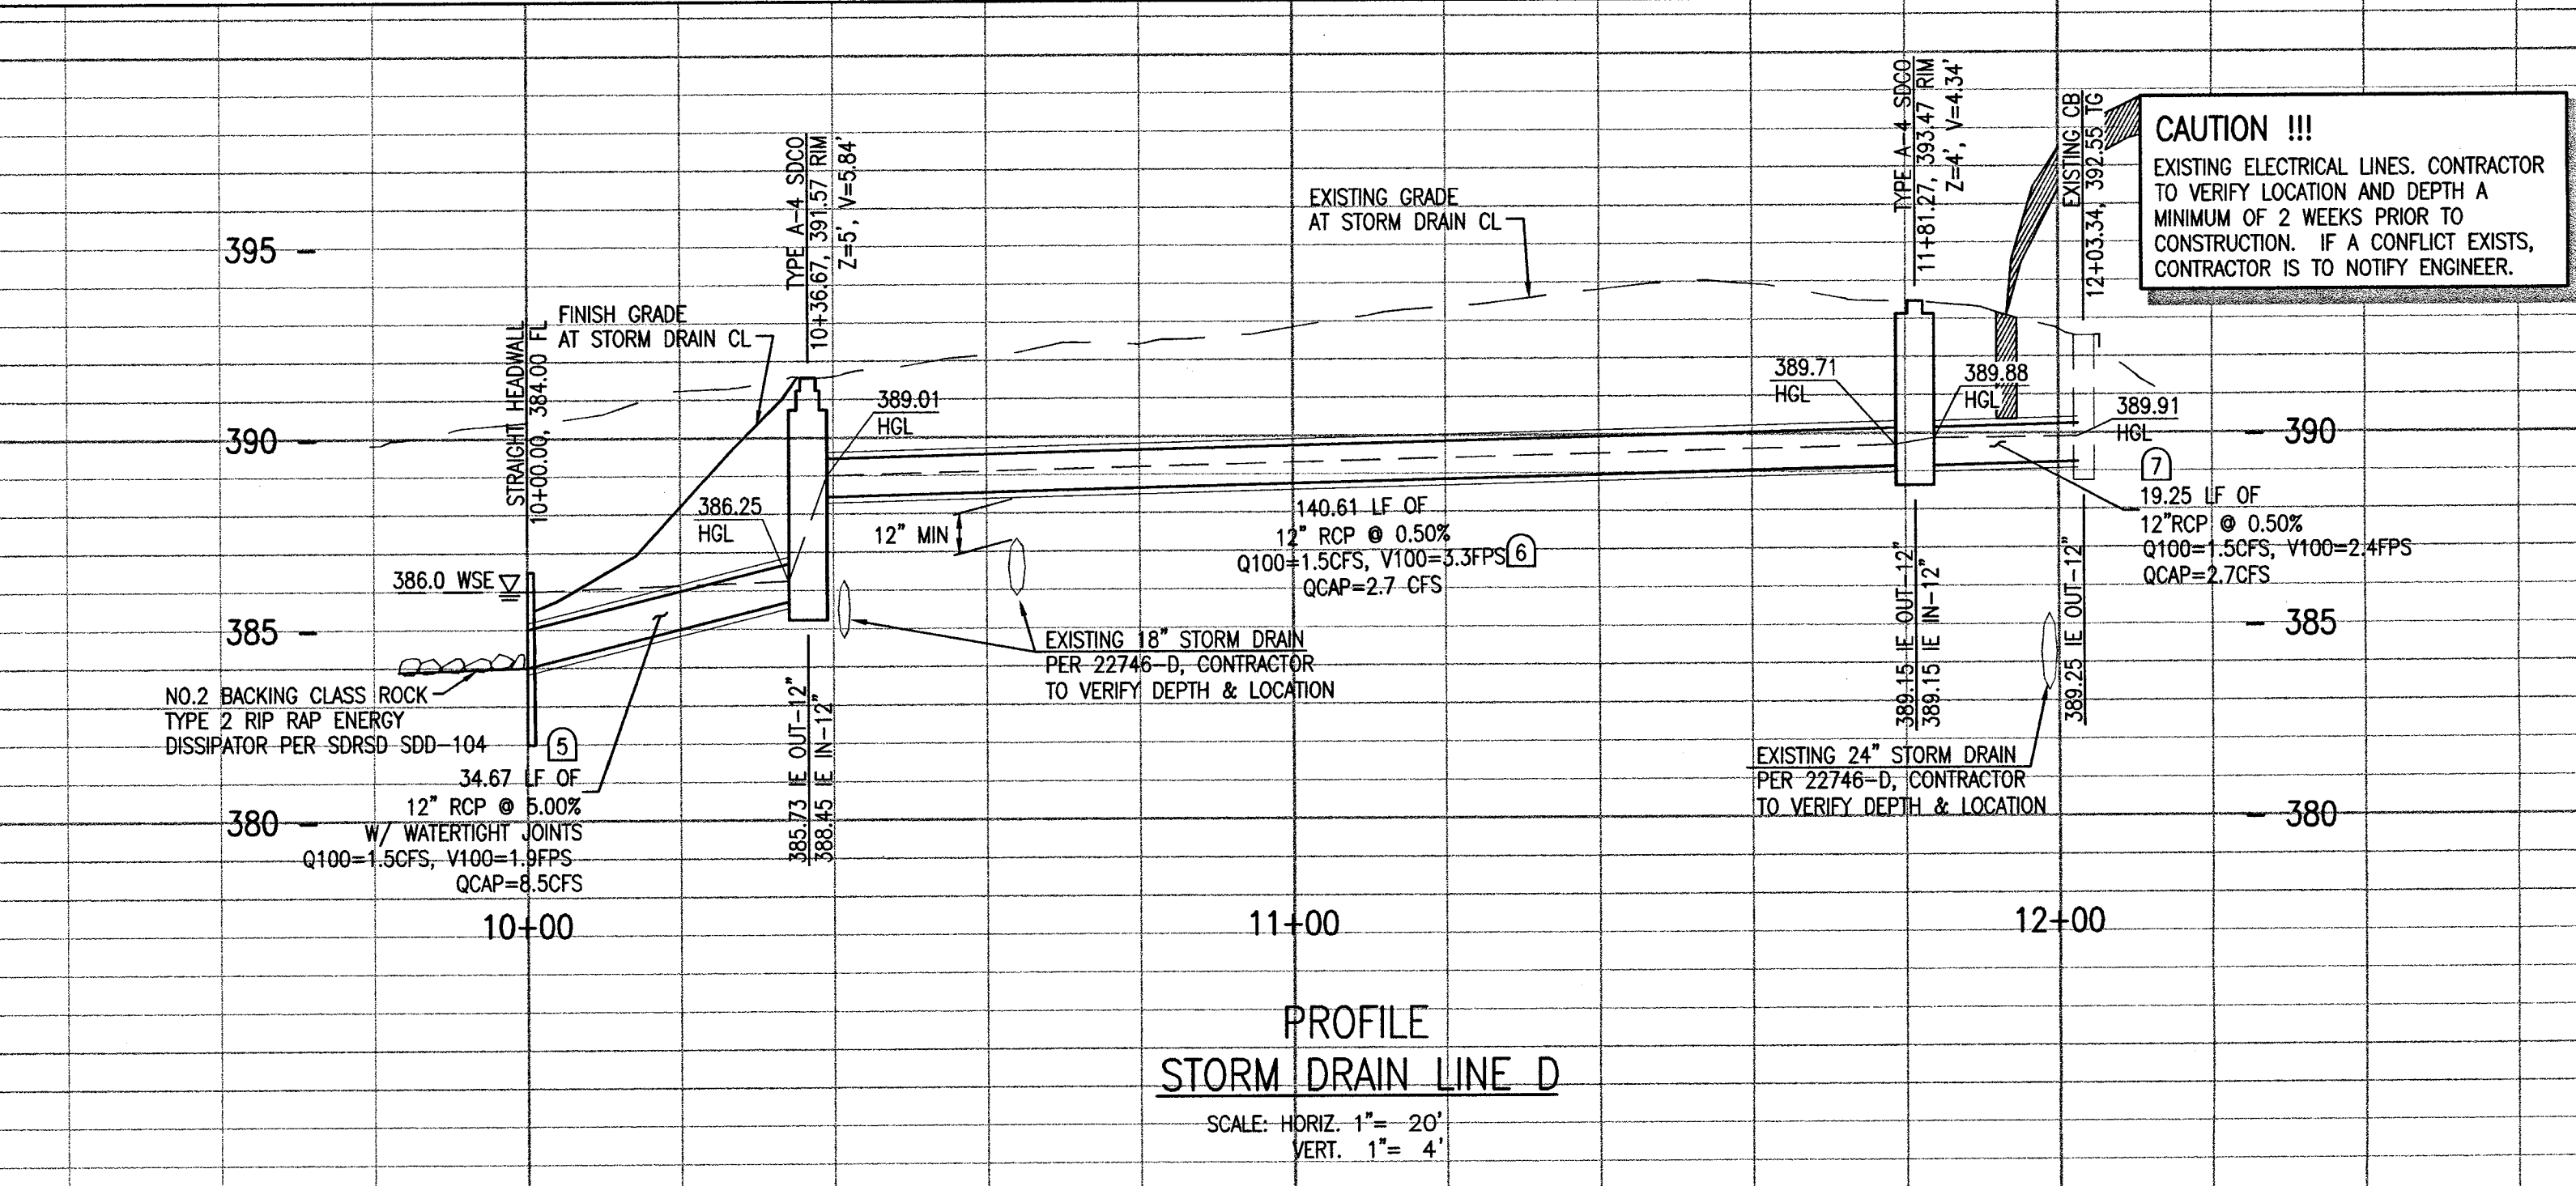 CAUTION !!!
EXISTING ELECTRICAL LINES. CONTRACTOR
TO VERIFY LOCATION AND DEPTH A
MINIMUM OF 2 WEEKS PRIOR TO
CONSTRUCTION. IF A CONFLICT EXISTS,
CONTRACTOR IS TO NOTIFY ENGINEER.
395
390
385
380
STRAIGHT HEADWALL
10+00.00, 384.00 FL
FINISH GRADE
AT STORM DRAIN CL
TYPE A-4 SDCO
10+36.67, 391.57 RIM
Z=5', V=5.84'
EXISTING GRADE
AT STORM DRAIN CL
TYPE A-4 SDCO
11+81.27, 393.47 RIM
Z=4', V=4.34'
EXISTING CB
12+03.34, 392.55 TG
389.01
HGL
386.25
HGL
389.71
HGL
389.88
HGL
389.91
HGL
386.0 WSE
12" MIN
140.61 LF OF
12" RCP @ 0.50%
Q100=1.5CFS, V100=3.3FPS 6
QCAP=2.7 CFS
7
19.25 LF OF
12"RCP @ 0.50%
Q100=1.5CFS, V100=2.4FPS
QCAP=2.7CFS
NO.2 BACKING CLASS ROCK
TYPE 2 RIP RAP ENERGY
DISSIPATOR PER SDRSD SDD-104
5
34.67 LF OF
12" RCP @ 5.00%
W/ WATERTIGHT JOINTS
Q100=1.5CFS, V100=1.9FPS
QCAP=8.5CFS
385.73 IE OUT-12"
388.45 IE IN-12"
EXISTING 18" STORM DRAIN
PER 22746-D, CONTRACTOR
TO VERIFY DEPTH & LOCATION
389.15 IE OUT-12"
389.15 IE IN-12"
389.25 IE OUT-12"
EXISTING 24" STORM DRAIN
PER 22746-D, CONTRACTOR
TO VERIFY DEPTH & LOCATION
390
385
380
10+00
11+00
12+00
PROFILE
STORM DRAIN LINE D
SCALE: HORIZ. 1"= 20'
VERT. 1"= 4'